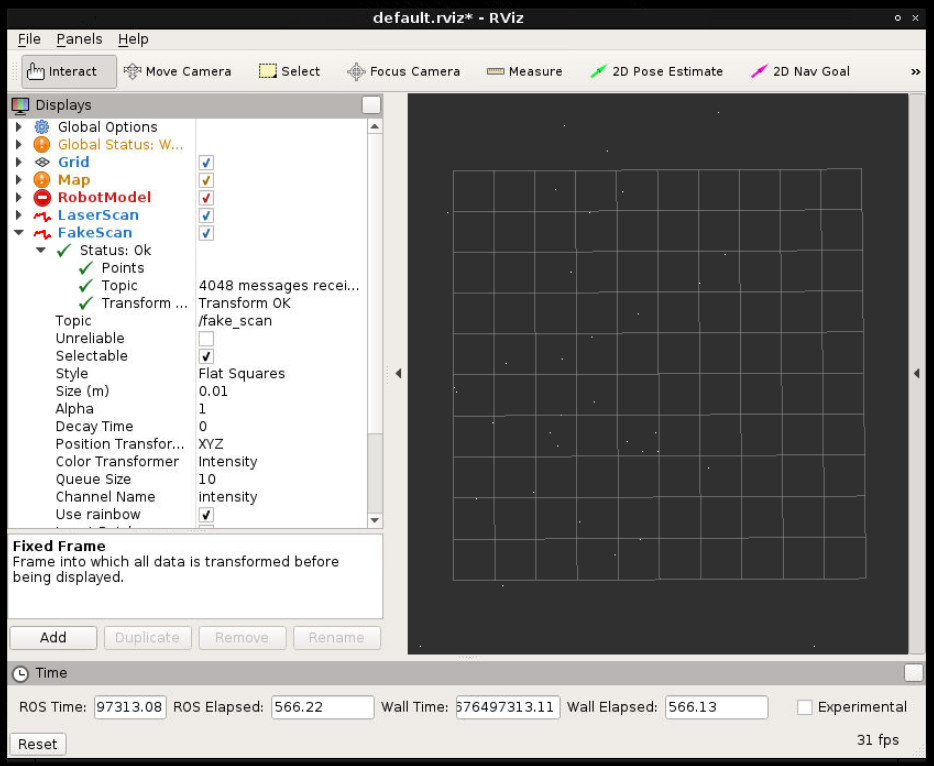 default.rviz* - RViz
File Panels Help
Interact Move Camera Select Focus Camera Measure 2D Pose Estimate 2D Nav Goal »
Displays
Global Options
Global Status: W...
Grid
Map
RobotModel
LaserScan
FakeScan
Status: Ok
Points
Topic 4048 messages recei...
Transform ... Transform OK
Topic /fake_scan
Unreliable
Selectable
Style Flat Squares
Size (m) 0.01
Alpha 1
Decay Time 0
Position Transfor... XYZ
Color Transformer Intensity
Queue Size 10
Channel Name intensity
Use rainbow
Fixed Frame
Frame into which all data is transformed before
being displayed.
Add Duplicate Remove Rename
Time
ROS Time: 97313.08 ROS Elapsed: 566.22 Wall Time: 576497313.11 Wall Elapsed: 566.13 Experimental
Reset 31 fps